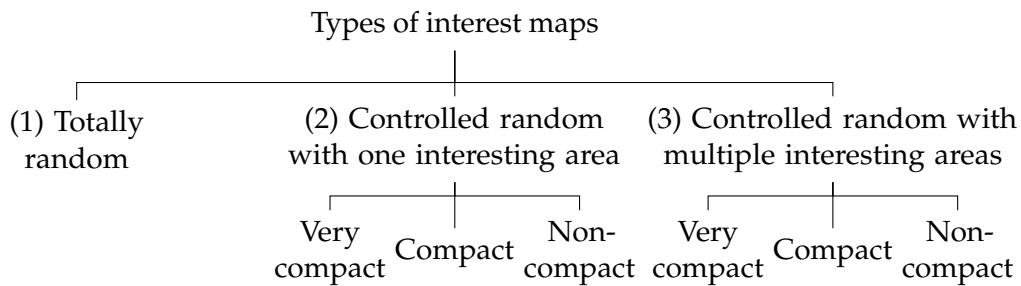 Types of interest maps
(1) Totally
random
(2) Controlled random
with one interesting area
(3) Controlled random with
multiple interesting areas
Very
compact
Compact
Non-
compact
Very
compact
Compact
Non-
compact